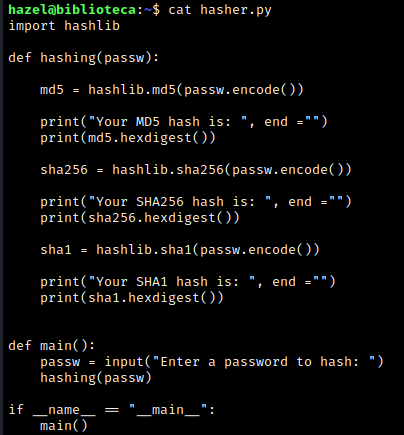 hazel@biblioteca:~$ cat hasher.py
import hashlib
def hashing(passw):
md5 = hashlib.md5(passw.encode())
print("Your MD5 hash is: ", end ="")
print(md5.hexdigest())
sha256 = hashlib.sha256(passw.encode())
print("Your SHA256 hash is: ", end ="")
print(sha256.hexdigest())
sha1 = hashlib.sha1(passw.encode())
print("Your SHA1 hash is: ", end ="")
print(sha1.hexdigest())
def main():
passw = input("Enter a password to hash: ")
hashing(passw)
if __name__ == "__main__":
main()